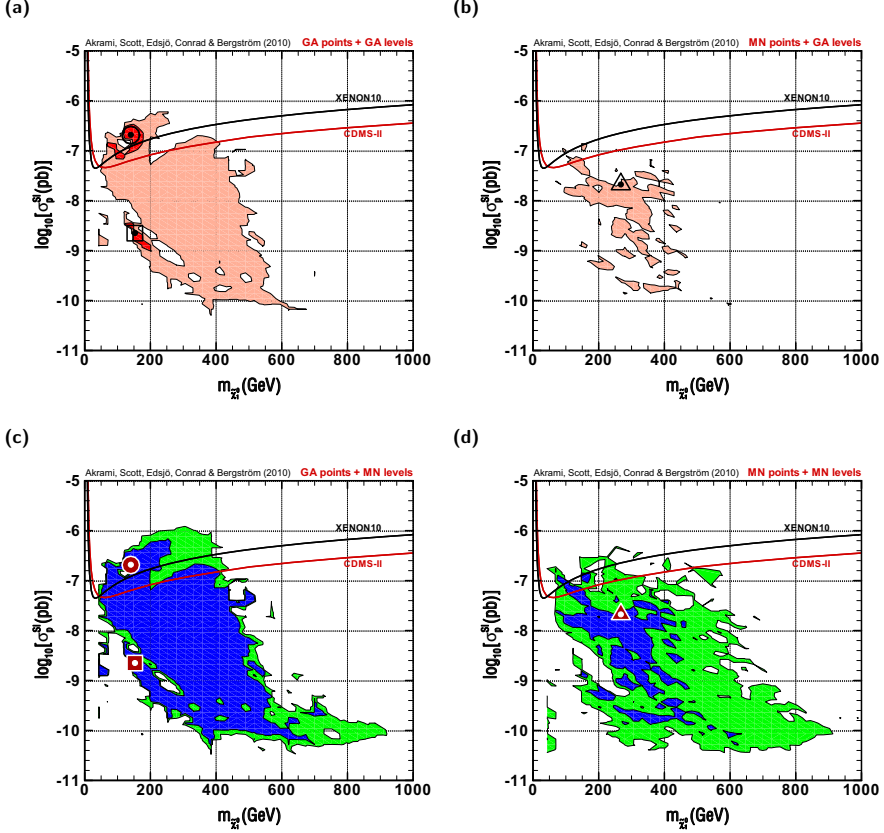 (a)
(b)
Akrami, Scott, Edsjö, Conrad & Bergström (2010) GA points + GA levels
-5
-6
-7
-8
-9
-10
-11
XENON10
CDMS-II
log₁₀[σₚˢᴵ(pb)]
0 200 400 600 800 1000
m_χ̃₁⁰(GeV)
Akrami, Scott, Edsjö, Conrad & Bergström (2010) MN points + GA levels
-5
-6
-7
-8
-9
-10
-11
XENON10
CDMS-II
log₁₀[σₚˢᴵ(pb)]
0 200 400 600 800 1000
m_χ̃₁⁰(GeV)
(c)
(d)
Akrami, Scott, Edsjö, Conrad & Bergström (2010) GA points + MN levels
-5
-6
-7
-8
-9
-10
-11
XENON10
CDMS-II
log₁₀[σₚˢᴵ(pb)]
0 200 400 600 800 1000
m_χ̃₁⁰(GeV)
Akrami, Scott, Edsjö, Conrad & Bergström (2010) MN points + MN levels
-5
-6
-7
-8
-9
-10
-11
XENON10
CDMS-II
log₁₀[σₚˢᴵ(pb)]
0 200 400 600 800 1000
m_χ̃₁⁰(GeV)